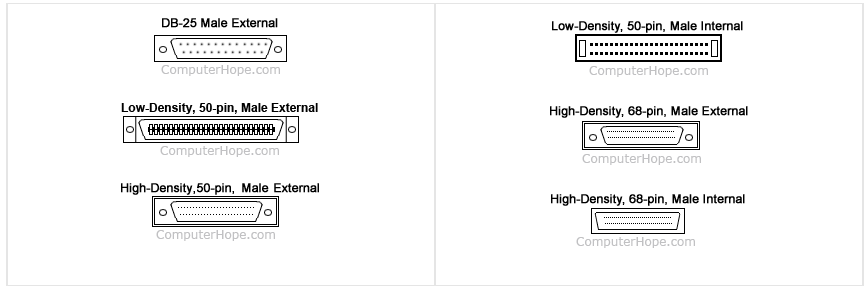 DB-25 Male External
ComputerHope.com
Low-Density, 50-pin, Male External
ComputerHope.com
High-Density,50-pin,  Male External
ComputerHope.com
Low-Density, 50-pin, Male Internal
ComputerHope.com
High-Density, 68-pin, Male External
ComputerHope.com
High-Density, 68-pin, Male Internal
ComputerHope.com